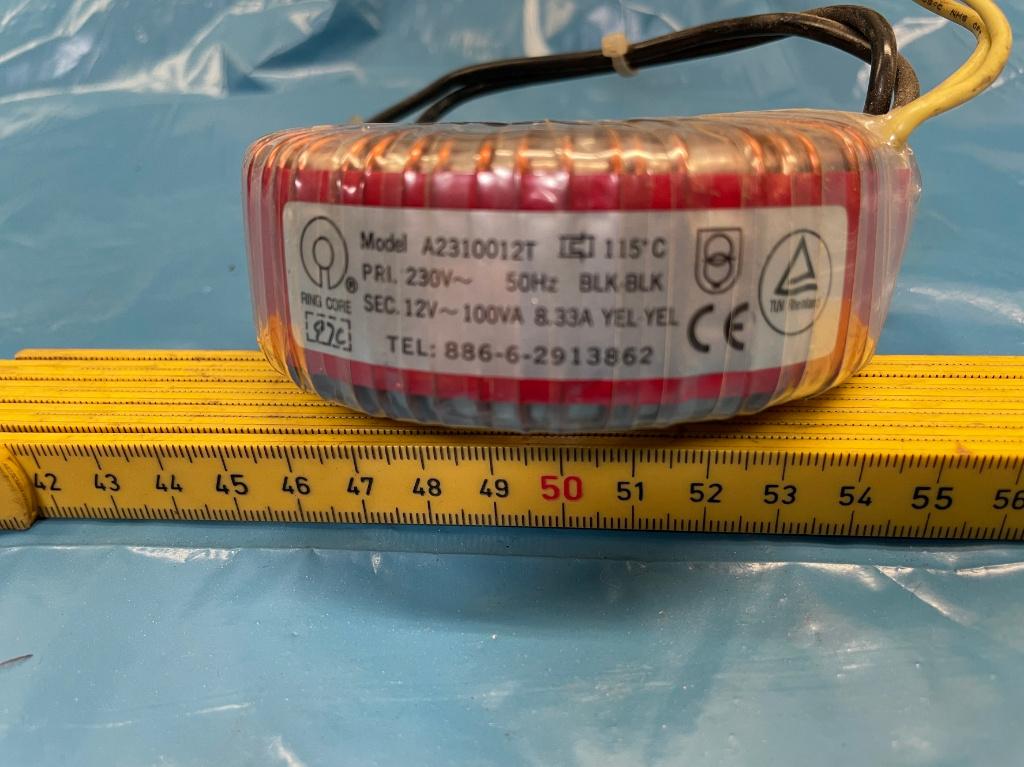 Model A2310012T 115°C
PRI. 230V~ 50Hz BLK-BLK
SEC. 12V~ 100VA 8.33A YEL-YEL
TEL: 886-6-2913862
RING CORE
®
97C
CE
TÜV Rheinland
42 43 44 45 46 47 48 49 50 51 52 53 54 55 56